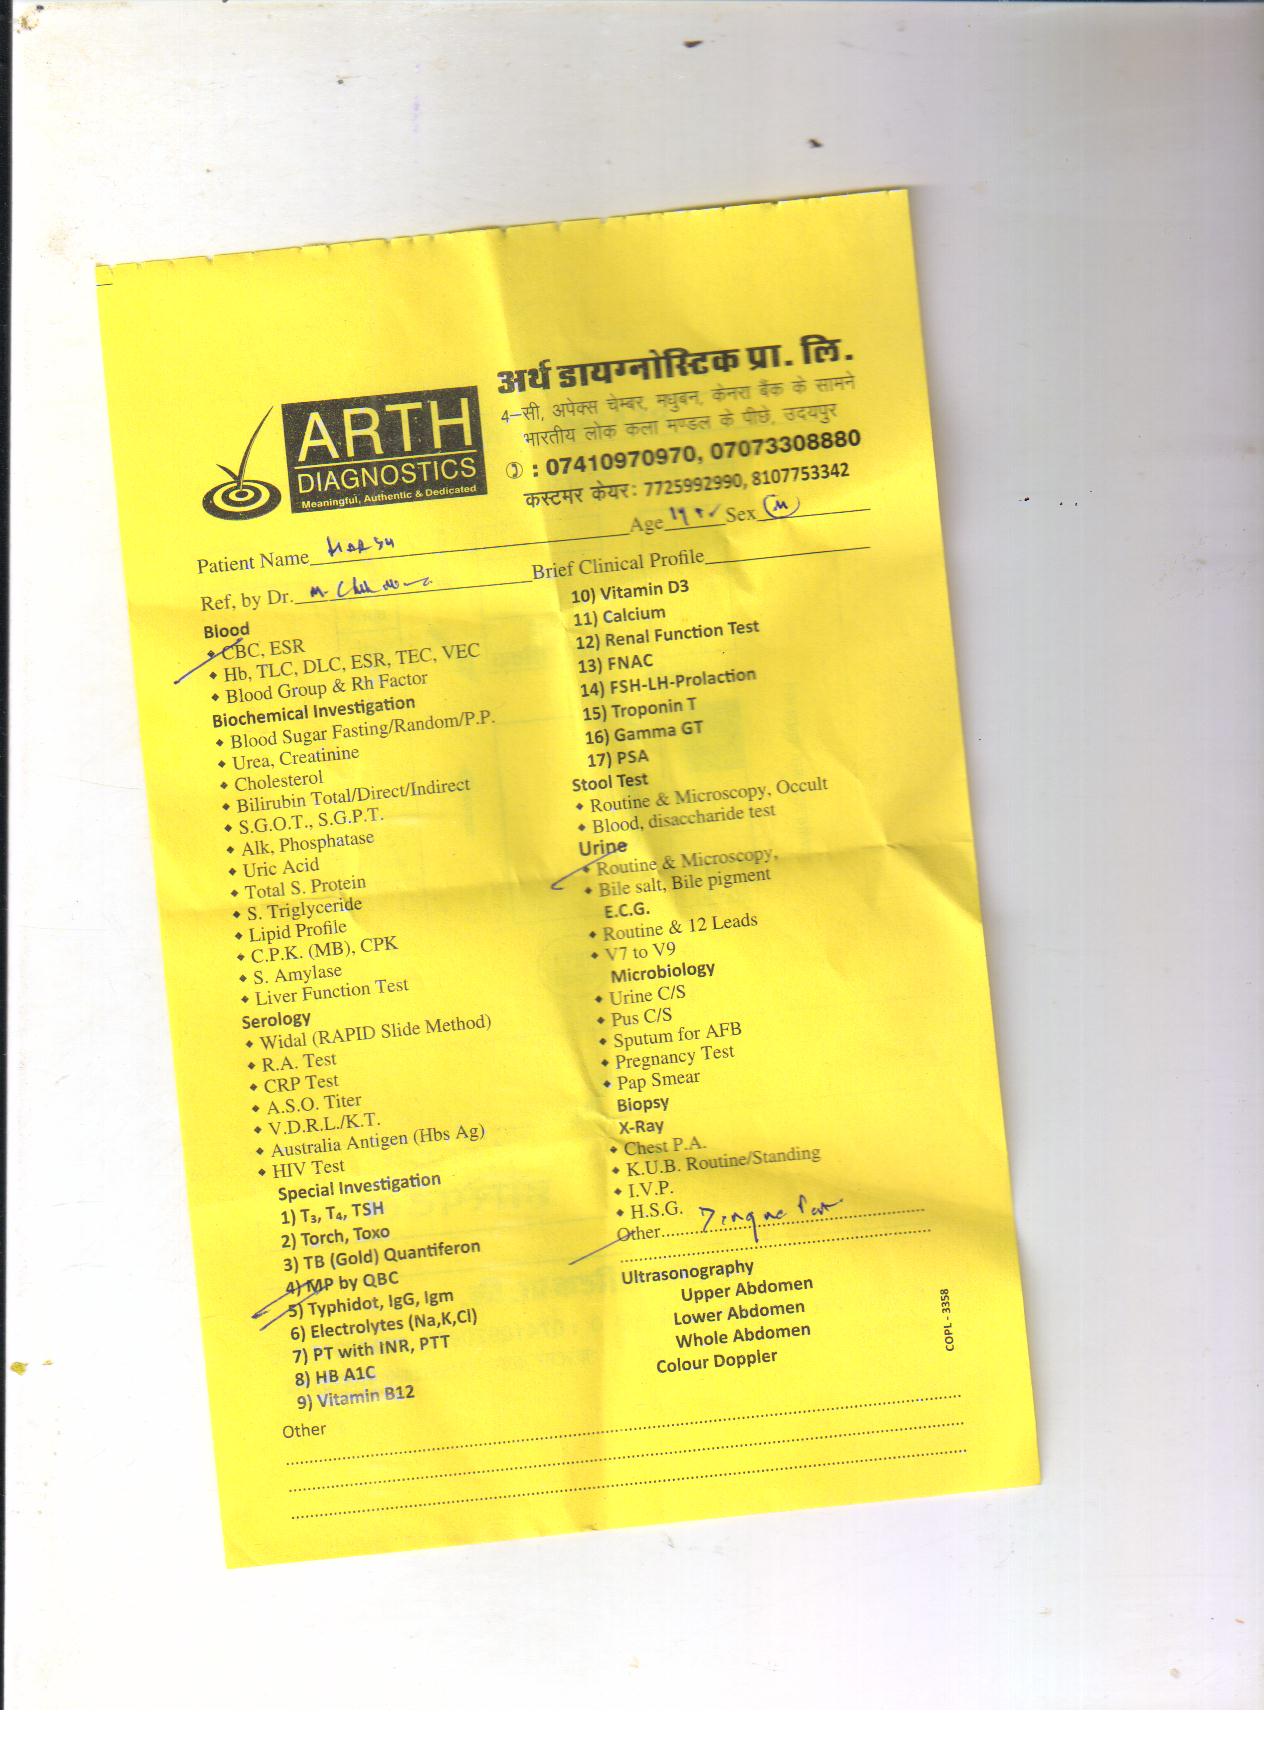 अर्थ डायग्नोस्टिक प्रा. लि.
4–सी, अपेक्स चेम्बर, मधुबन, केनरा बैंक के सामने
भारतीय लोक कला मण्डल के पीछे, उदयपुर
: 07410970970, 07073308880
कस्टमर केयर: 7725992990, 8107753342
ARTH
DIAGNOSTICS
Meaningful, Authentic & Dedicated
Patient Name Age Sex M
Ref, by Dr. Brief Clinical Profile
Blood
CBC, ESR
Hb, TLC, DLC, ESR, TEC, VEC
Blood Group & Rh Factor
Biochemical Investigation
Blood Sugar Fasting/Random/P.P.
Urea, Creatinine
Cholesterol
Bilirubin Total/Direct/Indirect
S.G.O.T., S.G.P.T.
Alk, Phosphatase
Uric Acid
Total S. Protein
S. Triglyceride
Lipid Profile
C.P.K. (MB), CPK
S. Amylase
Liver Function Test
Serology
Widal (RAPID Slide Method)
R.A. Test
CRP Test
A.S.O. Titer
V.D.R.L./K.T.
Australia Antigen (Hbs Ag)
HIV Test
Special Investigation
1) T₃, T₄, TSH
2) Torch, Toxo
3) TB (Gold) Quantiferon
4) MP by QBC
5) Typhidot, IgG, Igm
6) Electrolytes (Na,K,Cl)
7) PT with INR, PTT
8) HB A1C
9) Vitamin B12
Other
10) Vitamin D3
11) Calcium
12) Renal Function Test
13) FNAC
14) FSH-LH-Prolaction
15) Troponin T
16) Gamma GT
17) PSA
Stool Test
Routine & Microscopy, Occult
Blood, disaccharide test
Urine
Routine & Microscopy,
Bile salt, Bile pigment
E.C.G.
Routine & 12 Leads
V7 to V9
Microbiology
Urine C/S
Pus C/S
Sputum for AFB
Pregnancy Test
Pap Smear
Biopsy
X-Ray
Chest P.A.
K.U.B. Routine/Standing
I.V.P.
H.S.G.
Other
Ultrasonography
Upper Abdomen
Lower Abdomen
Whole Abdomen
Colour Doppler
COPL - 3358